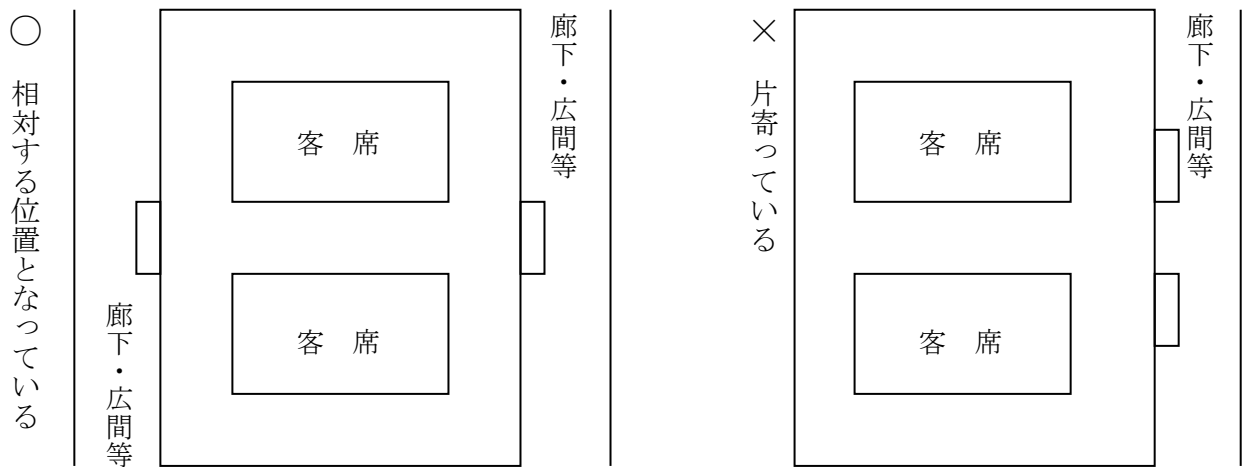 ○ 相対する位置となっている
廊下・広間等
客 席
客 席
廊下・広間等
× 片寄っている
客 席
客 席
廊下・広間等